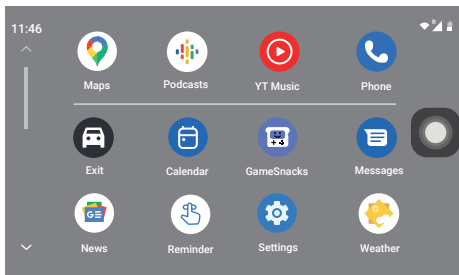 11:46
Maps
Podcasts
YT Music
Phone
Exit
Calendar
GameSnacks
Messages
News
Reminder
Settings
Weather